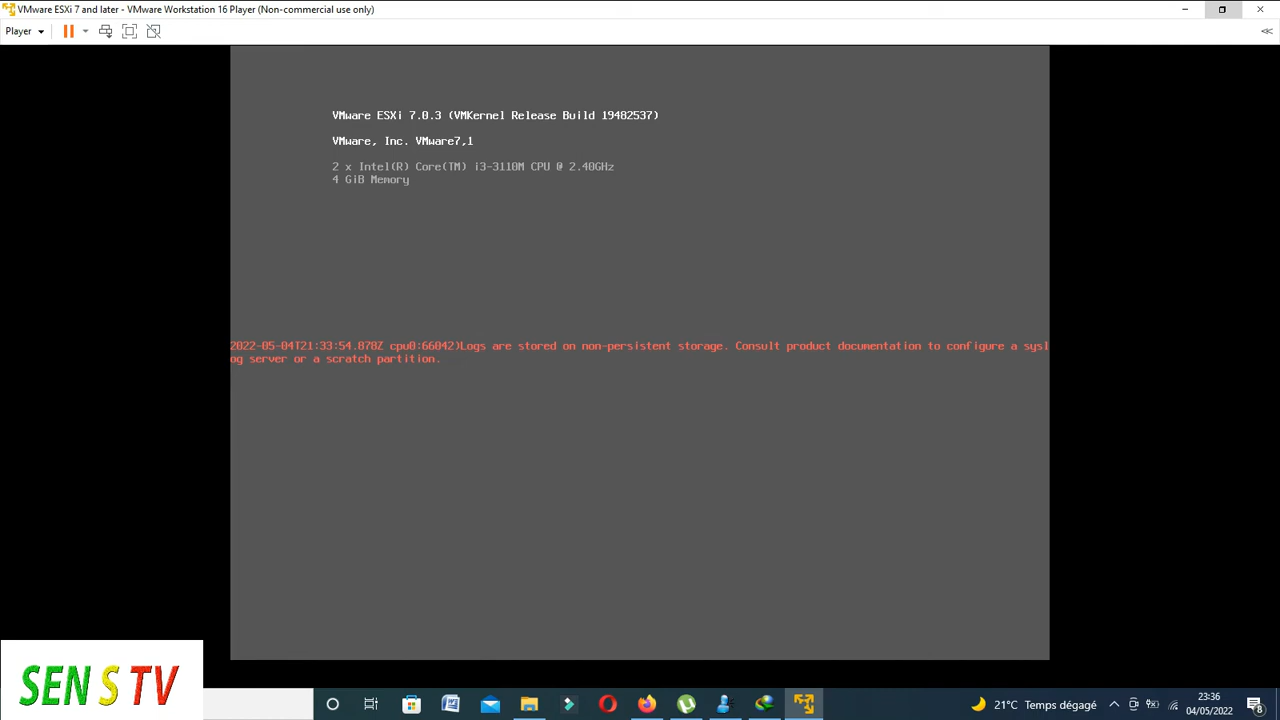 VMware ESXi 7 and later - VMware Workstation 16 Player (Non-commercial use only)
Player
VMware ESXi 7.0.3 (VMKernel Release Build 19482537)
VMware, Inc. VMware7,1
2 x Intel(R) Core(TM) i3-3110M CPU @ 2.40GHz
4 GiB Memory
2022-05-04T21:33:54.878Z cpu0:66042)Logs are stored on non-persistent storage. Consult product documentation to configure a sysl
og server or a scratch partition.
SEN S TV
21°C Temps dégagé
23:36
04/05/2022
8